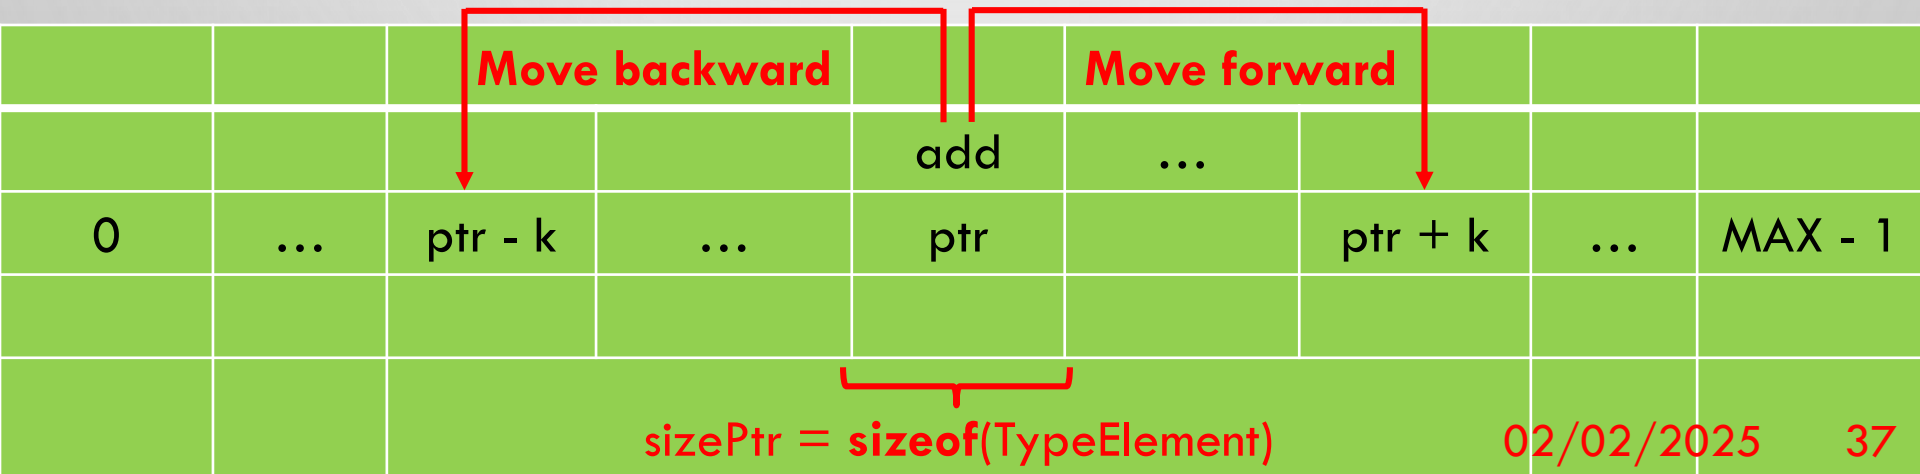 Move backward Move forward
add ...
0 ... ptr - k ... ptr ptr + k ... MAX - 1
sizePtr = sizeof(TypeElement) 02/02/2025 37